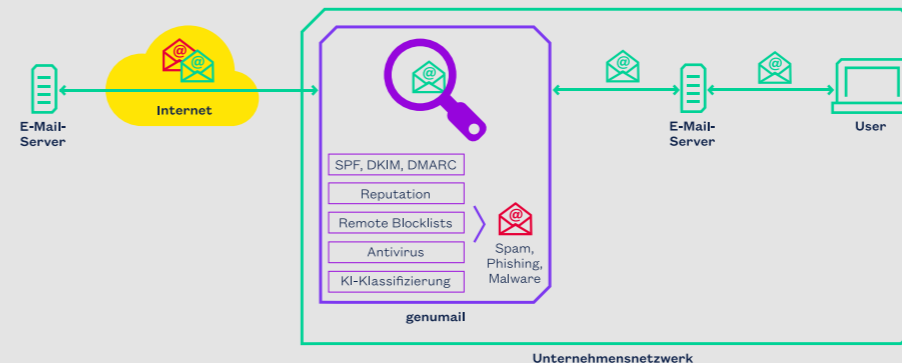 @
@
@
@
@
Internet
E-Mail-
Server
E-Mail-
Server
User
SPF, DKIM, DMARC
Reputation
Remote Blocklists
Antivirus
KI-Klassifizierung
@
Spam,
Phishing,
Malware
genumail
Unternehmensnetzwerk